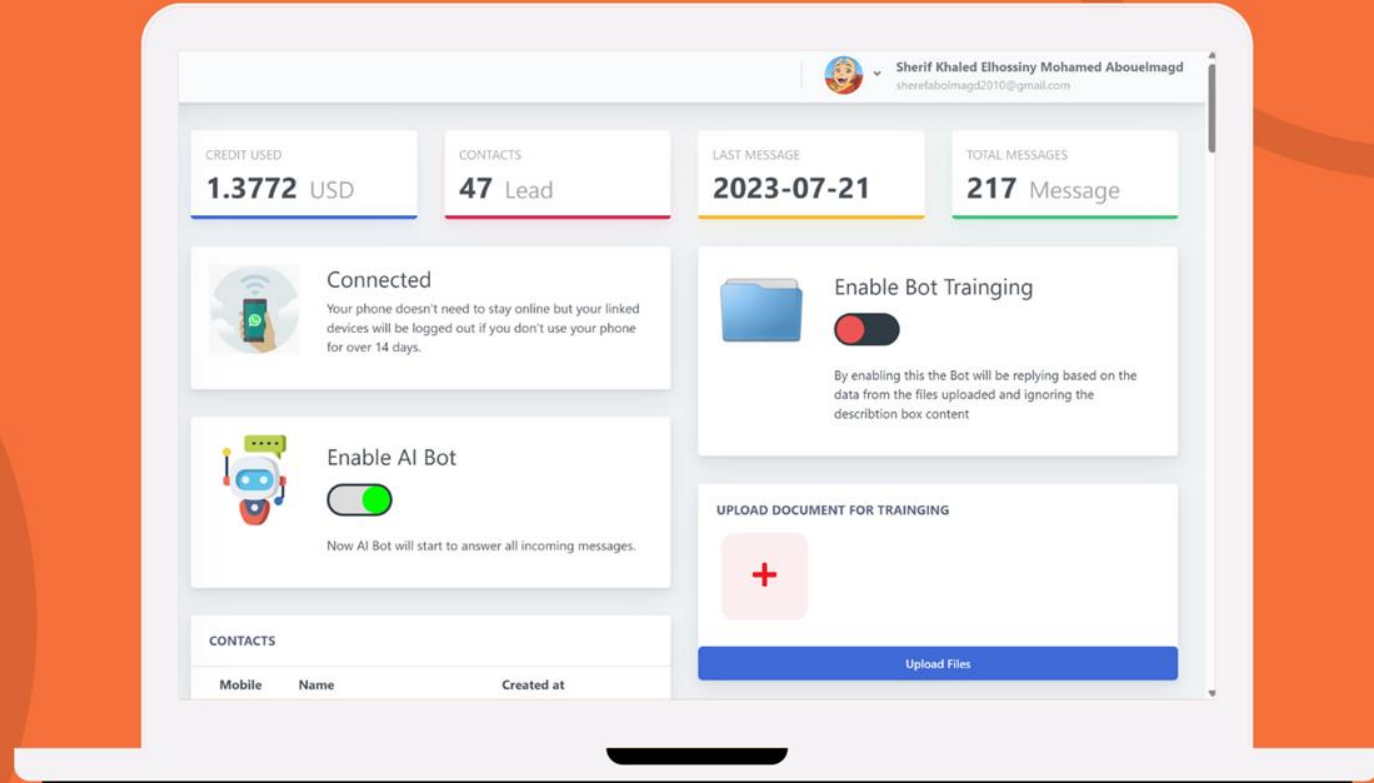 Sherif Khaled Elhossiny Mohamed Abouelmagd
sherefabolmagd2010@gmail.com
CREDIT USED
1.3772 USD
CONTACTS
47 Lead
LAST MESSAGE
2023-07-21
TOTAL MESSAGES
217 Message
Connected
Your phone doesn't need to stay online but your linked
devices will be logged out if you don't use your phone
for over 14 days.
Enable Bot Trainging
By enabling this the Bot will be replying based on the
data from the files uploaded and ignoring the
describtion box content
Enable AI Bot
Now AI Bot will start to answer all incoming messages.
UPLOAD DOCUMENT FOR TRAINGING
Upload Files
CONTACTS
Mobile Name Created at